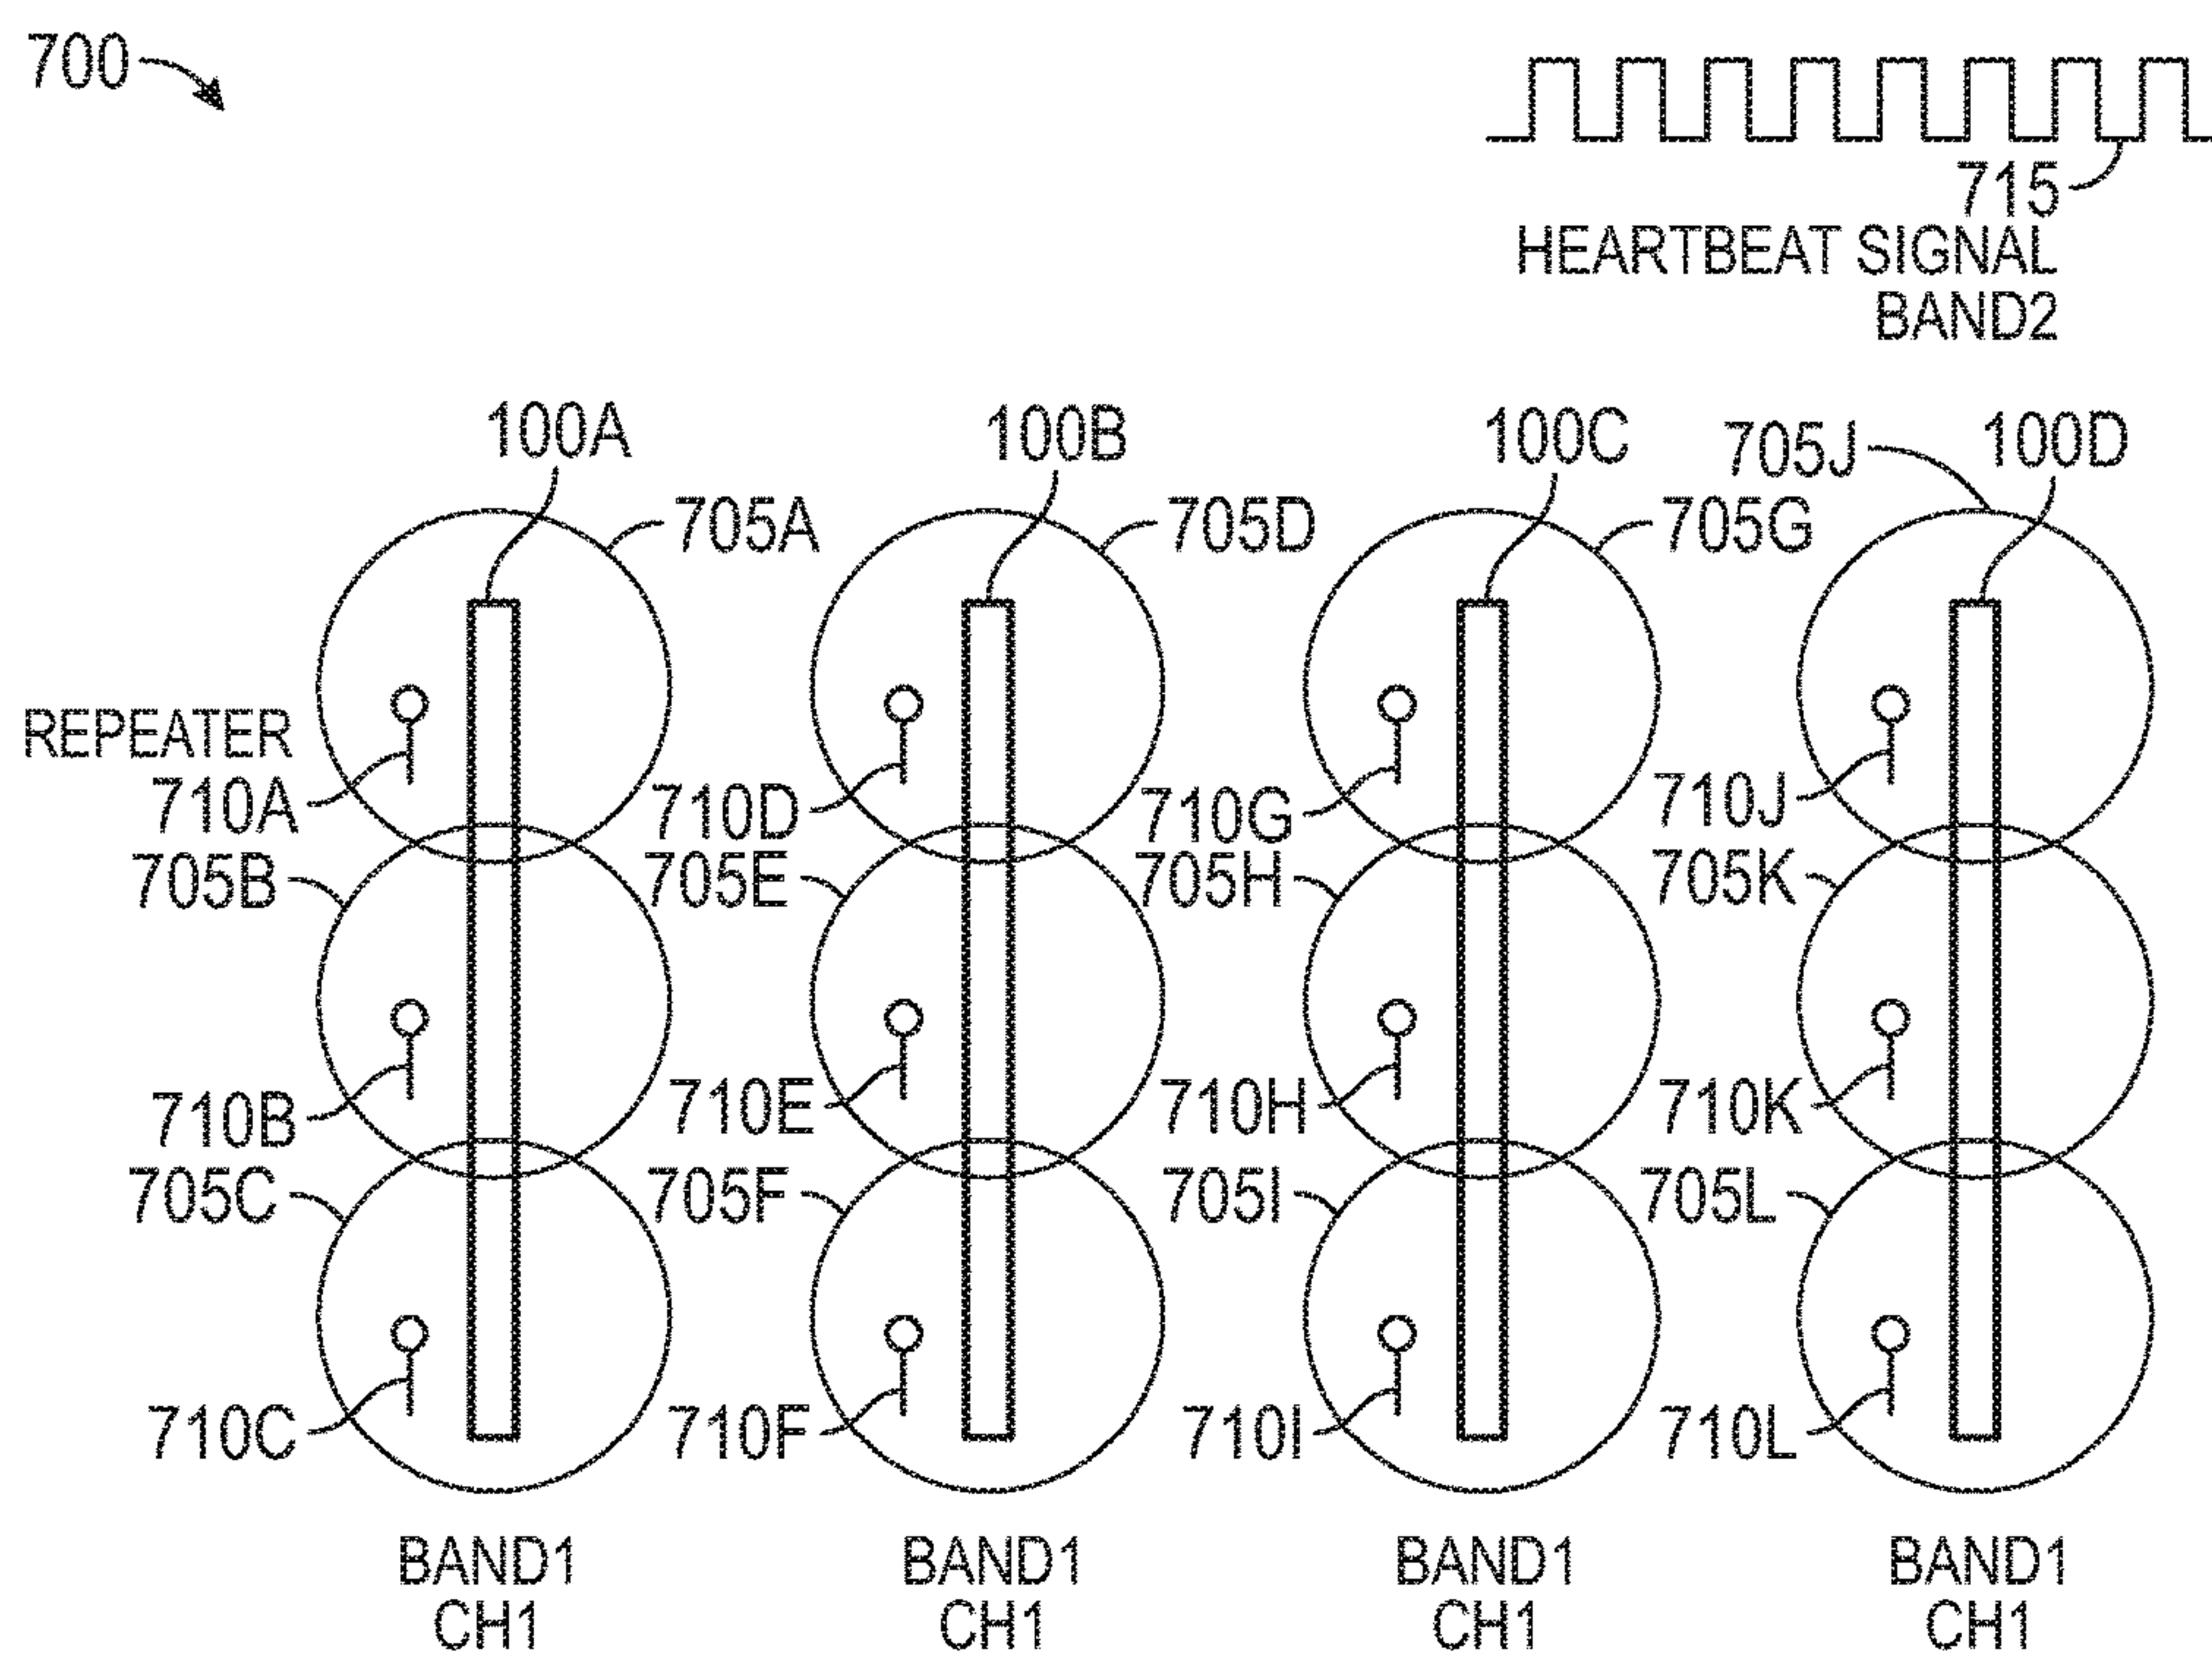 700
715
HEARTBEAT SIGNAL
BAND2
100A
100B
100C
705J
100D
705A
705D
705G
REPEATER
710A
710D
710G
710J
705B
705E
705H
705K
710B
710E
710H
710K
705C
705F
705I
705L
710C
710F
710I
710L
BAND1
CH1
BAND1
CH1
BAND1
CH1
BAND1
CH1